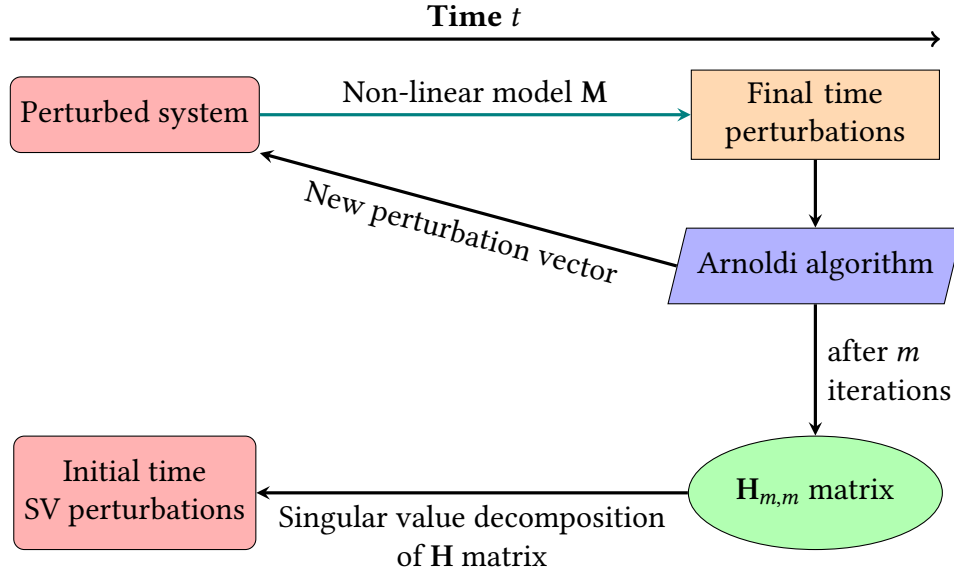 Time t
Perturbed system
Non-linear model M
Final time
perturbations
New perturbation vector
Arnoldi algorithm
after m
iterations
Initial time
SV perturbations
Singular value decomposition
of H matrix
H_{m,m} matrix